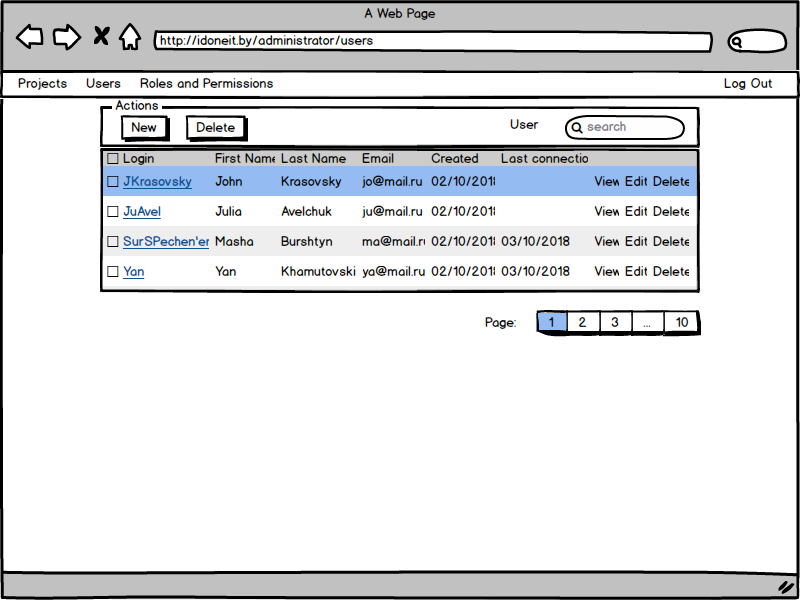 A Web Page
http://idoneit.by/administrator/users
Projects Users Roles and Permissions Log Out
Actions
New Delete User search
Login First Name Last Name Email Created Last connectio
JKrasovsky John Krasovsky jo@mail.ru 02/10/2018 View Edit Delete
JuAvel Julia Avelchuk ju@mail.ru 02/10/2018 View Edit Delete
SurSPechen'er Masha Burshtyn ma@mail.ru 02/10/2018 03/10/2018 View Edit Delete
Yan Yan Khamutovski ya@mail.ru 02/10/2018 03/10/2018 View Edit Delete
Page: 1 2 3 ... 10